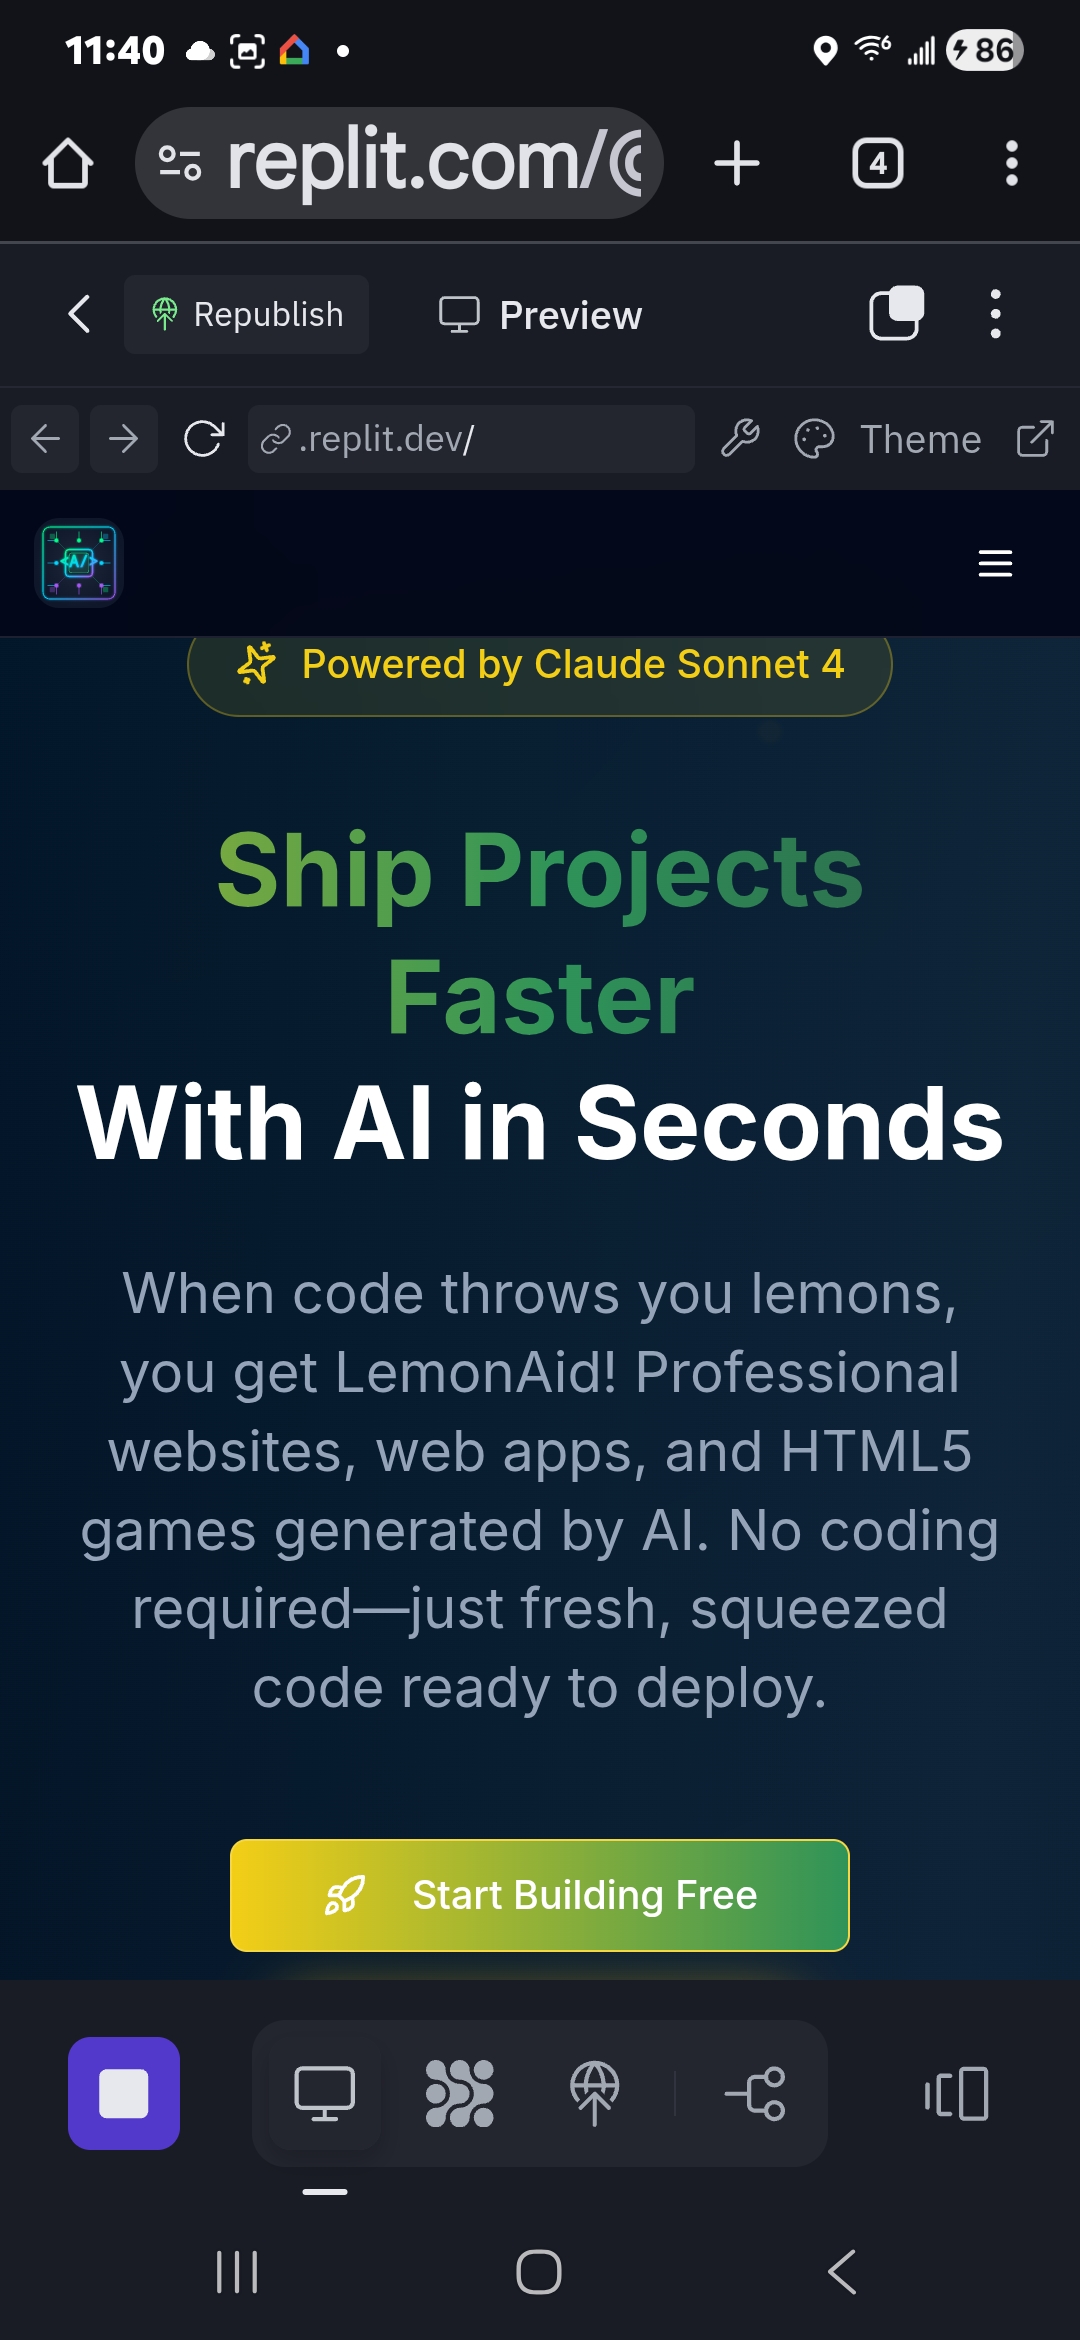 11:40
6
86
replit.com/
4
Republish
Preview
.replit.dev/
Theme
<A/>
Powered by Claude Sonnet 4
Ship Projects
Faster
With AI in Seconds
When code throws you lemons,
you get LemonAid! Professional
websites, web apps, and HTML5
games generated by AI. No coding
required—just fresh, squeezed
code ready to deploy.
Start Building Free